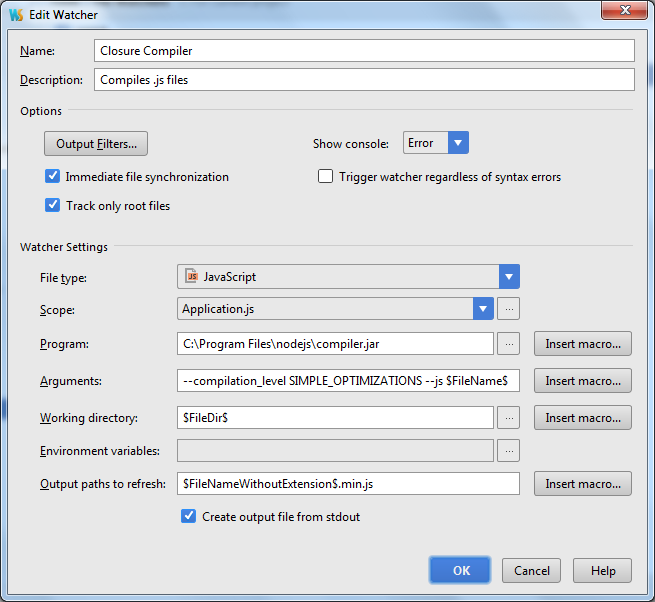 WS Edit Watcher
Name: Closure Compiler
Description: Compiles .js files
Options
Output Filters... Show console: Error
Immediate file synchronization Trigger watcher regardless of syntax errors
Track only root files
Watcher Settings
File type: JS JavaScript
Scope: Application.js ...
Program: C:\Program Files\nodejs\compiler.jar ... Insert macro...
Arguments: --compilation_level SIMPLE_OPTIMIZATIONS --js $FileName$ Insert macro...
Working directory: $FileDir$ ... Insert macro...
Environment variables: ...
Output paths to refresh: $FileNameWithoutExtension$.min.js Insert macro...
Create output file from stdout
OK Cancel Help